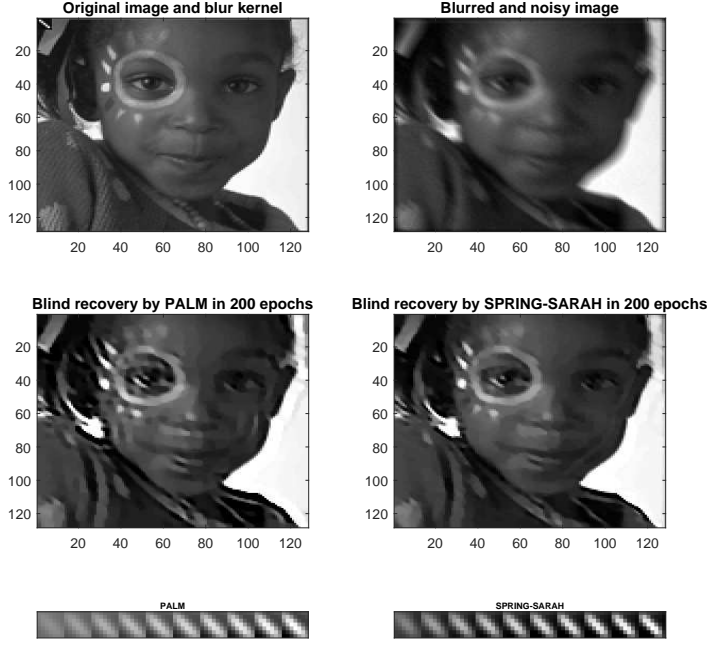 Original image and blur kernel
Blurred and noisy image
20
40
60
80
100
120
20 40 60 80 100 120
20
40
60
80
100
120
20 40 60 80 100 120
Blind recovery by PALM in 200 epochs
Blind recovery by SPRING-SARAH in 200 epochs
20
40
60
80
100
120
20 40 60 80 100 120
20
40
60
80
100
120
20 40 60 80 100 120
PALM
SPRING-SARAH